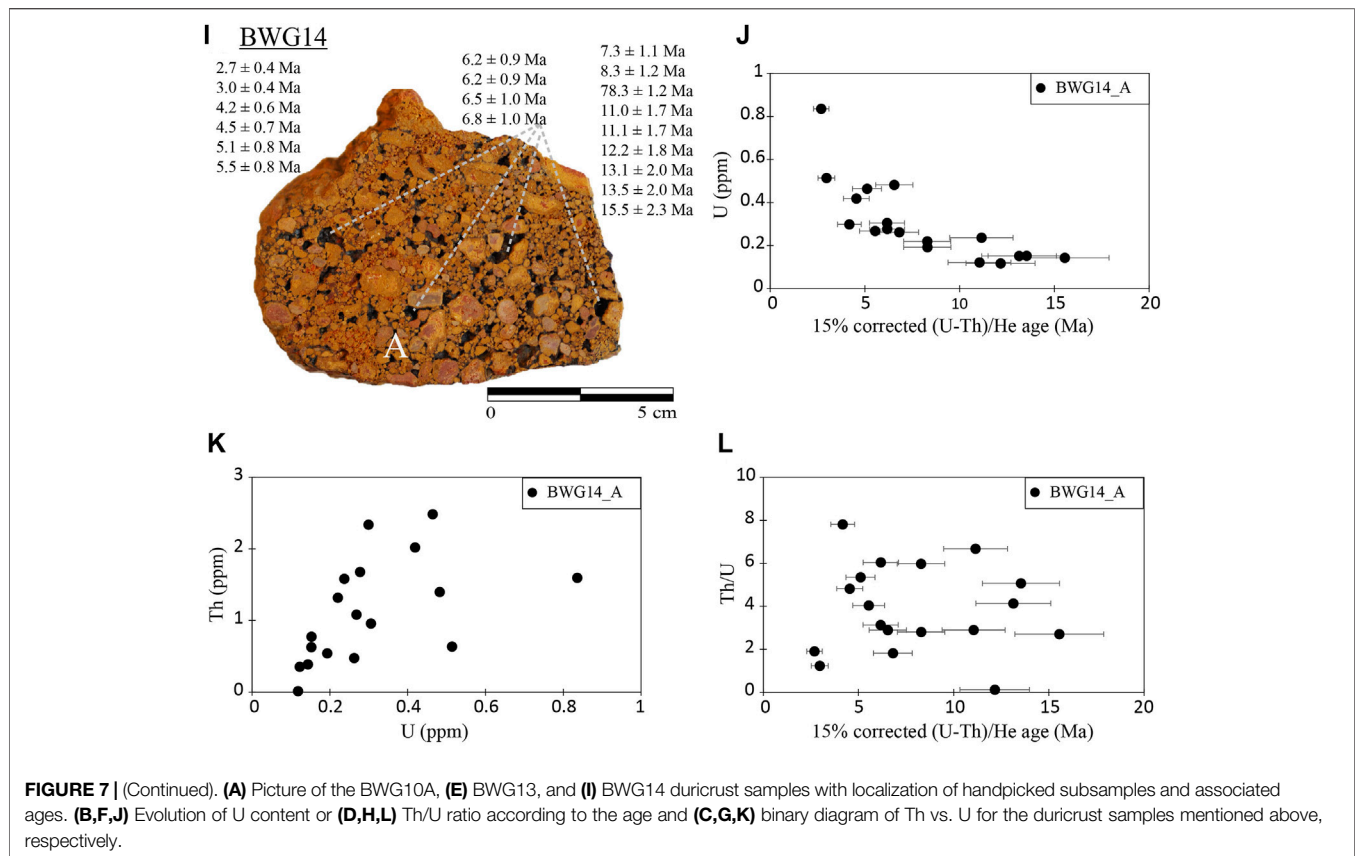 I BWG14
2.7 ± 0.4 Ma
3.0 ± 0.4 Ma
4.2 ± 0.6 Ma
4.5 ± 0.7 Ma
5.1 ± 0.8 Ma
5.5 ± 0.8 Ma
6.2 ± 0.9 Ma
6.2 ± 0.9 Ma
6.5 ± 1.0 Ma
6.8 ± 1.0 Ma
7.3 ± 1.1 Ma
8.3 ± 1.2 Ma
78.3 ± 1.2 Ma
11.0 ± 1.7 Ma
11.1 ± 1.7 Ma
12.2 ± 1.8 Ma
13.1 ± 2.0 Ma
13.5 ± 2.0 Ma
15.5 ± 2.3 Ma
A
0 5 cm
J
BWG14_A
U (ppm)
1
0.8
0.6
0.4
0.2
0
0 5 10 15 20
15% corrected (U-Th)/He age (Ma)
K
BWG14_A
Th (ppm)
3
2
1
0
0 0.2 0.4 0.6 0.8 1
U (ppm)
L
BWG14_A
Th/U
10
8
6
4
2
0
0 5 10 15 20
15% corrected (U-Th)/He age (Ma)
FIGURE 7 | (Continued). (A) Picture of the BWG10A, (E) BWG13, and (I) BWG14 duricrust samples with localization of handpicked subsamples and associated
ages. (B,F,J) Evolution of U content or (D,H,L) Th/U ratio according to the age and (C,G,K) binary diagram of Th vs. U for the duricrust samples mentioned above,
respectively.